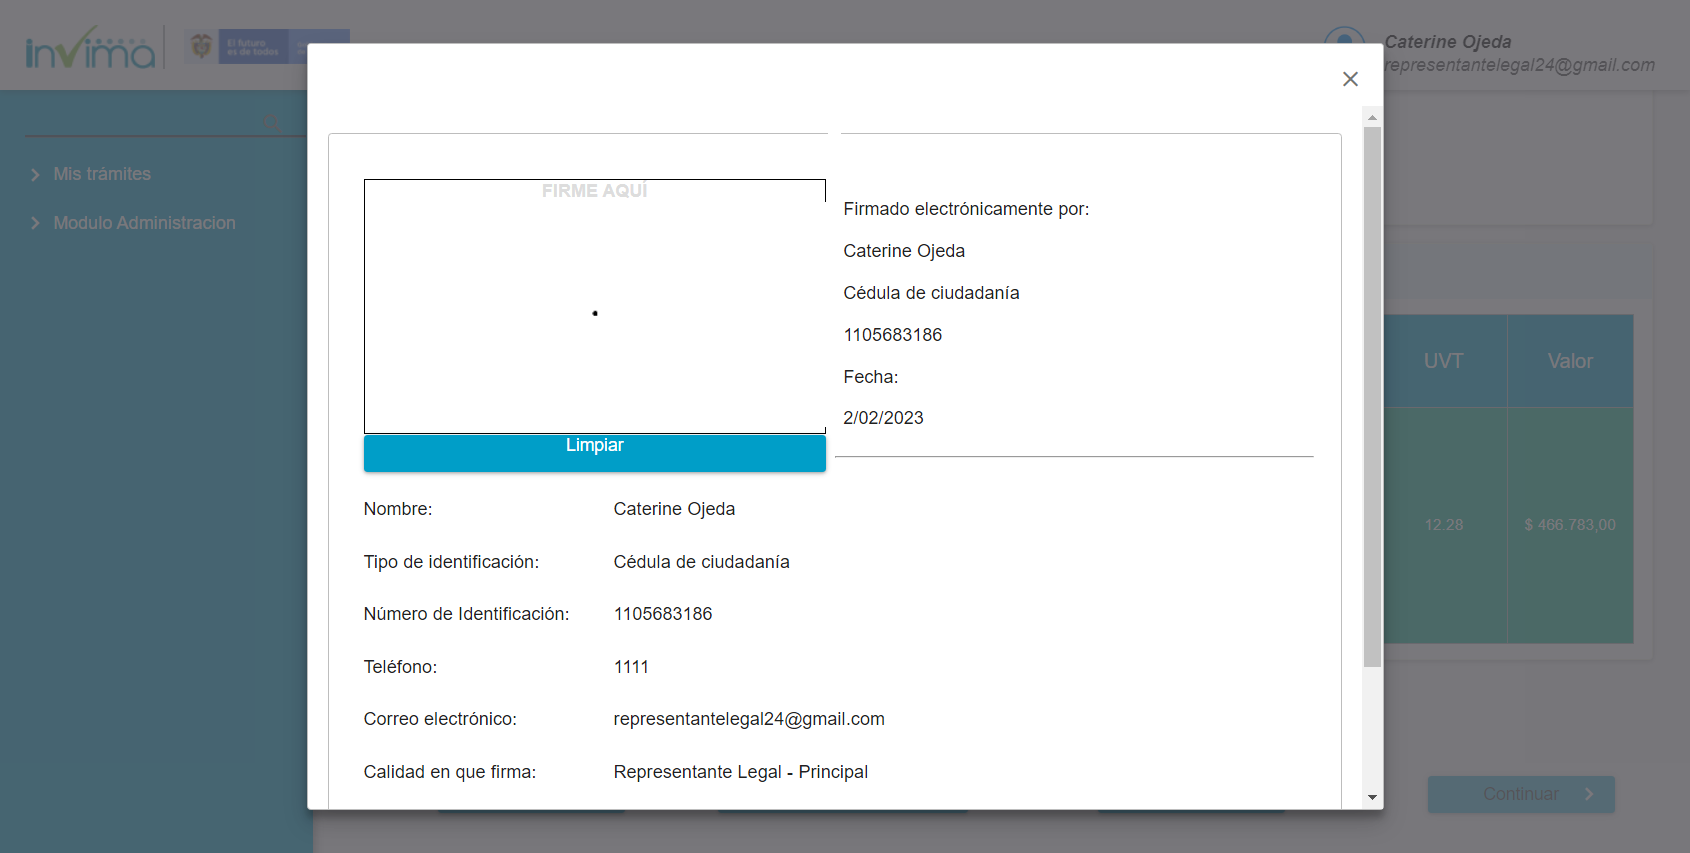 invima
El futuro
es de todos
Caterine Ojeda
representantelegal24@gmail.com
Mis trámites
Modulo Administracion
FIRME AQUÍ
Limpiar
Firmado electrónicamente por:
Caterine Ojeda
Cédula de ciudadanía
1105683186
Fecha:
2/02/2023
Nombre: Caterine Ojeda
Tipo de identificación: Cédula de ciudadanía
Número de Identificación: 1105683186
Teléfono: 1111
Correo electrónico: representantelegal24@gmail.com
Calidad en que firma: Representante Legal - Principal
UVT Valor
12.28 $ 466.783,00
Continuar